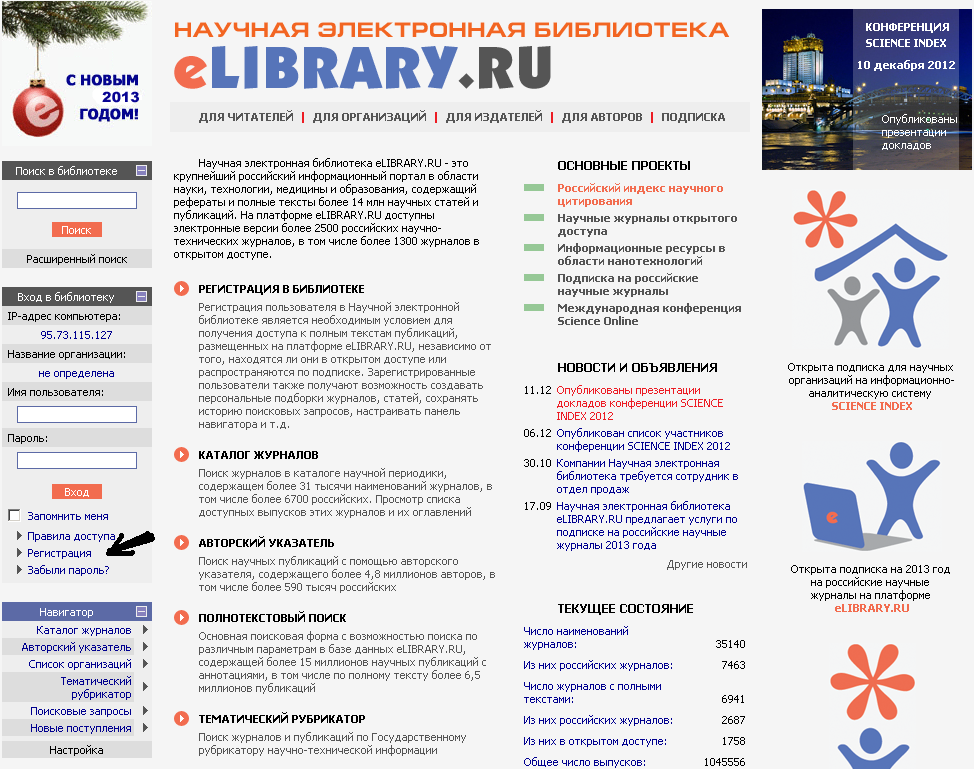 С НОВЫМ
2013
ГОДОМ!
НАУЧНАЯ ЭЛЕКТРОННАЯ БИБЛИОТЕКА
eLIBRARY.RU
ДЛЯ ЧИТАТЕЛЕЙ | ДЛЯ ОРГАНИЗАЦИЙ | ДЛЯ ИЗДАТЕЛЕЙ | ДЛЯ АВТОРОВ | ПОДПИСКА
КОНФЕРЕНЦИЯ
SCIENCE INDEX
10 декабря 2012
Опубликованы
презентации
докладов
Поиск в библиотеке
Поиск
Расширенный поиск
Вход в библиотеку
IP-адрес компьютера:
95.73.115.127
Название организации:
не определена
Имя пользователя:
Пароль:
Вход
Запомнить меня
Правила доступа
Регистрация
Забыли пароль?
Навигатор
Каталог журналов
Авторский указатель
Список организаций
Тематический
рубрикатор
Поисковые запросы
Новые поступления
Настройка
Научная электронная библиотека eLIBRARY.RU - это
крупнейший российский информационный портал в области
науки, технологии, медицины и образования, содержащий
рефераты и полные тексты более 14 млн научных статей и
публикаций. На платформе eLIBRARY.RU доступны
электронные версии более 2500 российских научно-
технических журналов, в том числе более 1300 журналов в
открытом доступе.
РЕГИСТРАЦИЯ В БИБЛИОТЕКЕ
Регистрация пользователя в Научной электронной
библиотеке является необходимым условием для
получения доступа к полным текстам публикаций,
размещенных на платформе eLIBRARY.RU, независимо от
того, находятся ли они в открытом доступе или
распространяются по подписке. Зарегистрированные
пользователи также получают возможность создавать
персональные подборки журналов, статей, сохранять
историю поисковых запросов, настраивать панель
навигатора и т.д.
КАТАЛОГ ЖУРНАЛОВ
Поиск журналов в каталоге научной периодики,
содержащем более 31 тысячи наименований журналов, в
том числе более 6700 российских. Просмотр списка
доступных выпусков этих журналов и их оглавлений
АВТОРСКИЙ УКАЗАТЕЛЬ
Поиск научных публикаций с помощью авторского
указателя, содержащего более 4,8 миллионов авторов, в
том числе более 590 тысяч российских
ПОЛНОТЕКСТОВЫЙ ПОИСК
Основная поисковая форма с возможностью поиска по
различным параметрам в базе данных eLIBRARY.RU,
содержащей более 15 миллионов научных публикаций с
аннотациями, в том числе по полному тексту более 6,5
миллионов публикаций
ТЕМАТИЧЕСКИЙ РУБРИКАТОР
Поиск журналов и публикаций по Государственному
рубрикатору научно-технической информации
ОСНОВНЫЕ ПРОЕКТЫ
Российский индекс научного
цитирования
Научные журналы открытого
доступа
Информационные ресурсы в
области нанотехнологий
Подписка на российские
научные журналы
Международная конференция
Science Online
НОВОСТИ И ОБЪЯВЛЕНИЯ
11.12 Опубликованы презентации
докладов конференции SCIENCE
INDEX 2012
06.12 Опубликован список участников
конференции SCIENCE INDEX 2012
30.10 Компании Научная электронная
библиотека требуется сотрудник в
отдел продаж
17.09 Научная электронная библиотека
eLIBRARY.RU предлагает услуги по
подписке на российские научные
журналы 2013 года
Другие новости
ТЕКУЩЕЕ СОСТОЯНИЕ
Число наименований
журналов: 35140
Из них российских журналов: 7463
Число журналов с полными
текстами: 6941
Из них российских журналов: 2687
Из них в открытом доступе: 1758
Общее число выпусков: 1045556
Открыта подписка для научных
организаций на информационно-
аналитическую систему
SCIENCE INDEX
e
Открыта подписка на 2013 год
на российские научные
журналы на платформе
eLIBRARY.RU